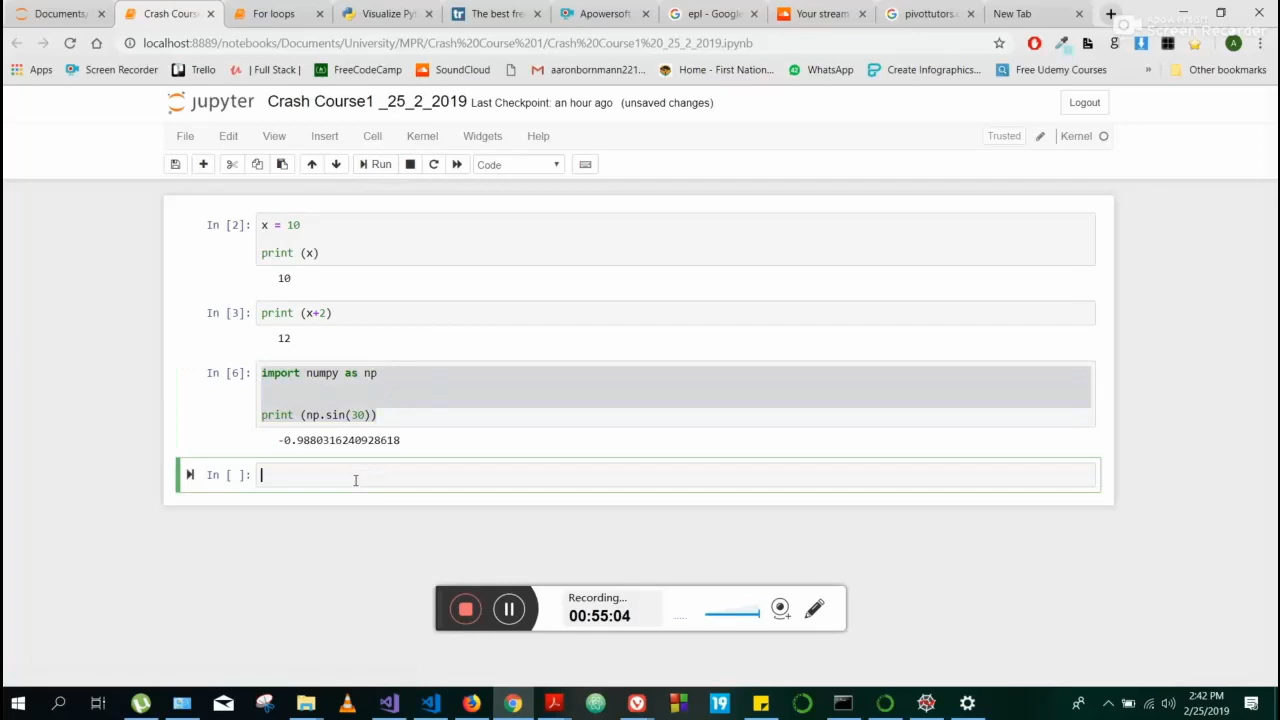 Documents/
Crash Cours
For loops
Visualize Py
The best fre
Apowersoft
epl - Google
Your stream
pivottutors.c
New Tab
Apowersoft
Screen Recorder
localhost:8889/notebooks/Documents/University/MPR/Crash%20Course%201/Crash%20Course1%20_25_2_2019.ipynb
A
Apps
Screen Recorder
Trello
| Full Stack |
FreeCodeCamp
SoundCloud
aaronbornmann221...
Home - First Nation...
WhatsApp
Create Infographics...
Free Udemy Courses
»
Other bookmarks
jupyter Crash Course1 _25_2_2019 Last Checkpoint: an hour ago (unsaved changes)
Logout
File Edit View Insert Cell Kernel Widgets Help
Trusted
Kernel
Run
Code
In [2]: x = 10
print (x)
10
In [3]: print (x+2)
12
In [6]: import numpy as np
print (np.sin(30))
-0.9880316240928618
In [ ]:
Recording...
00:55:04
.....
19
2:42 PM
2/25/2019